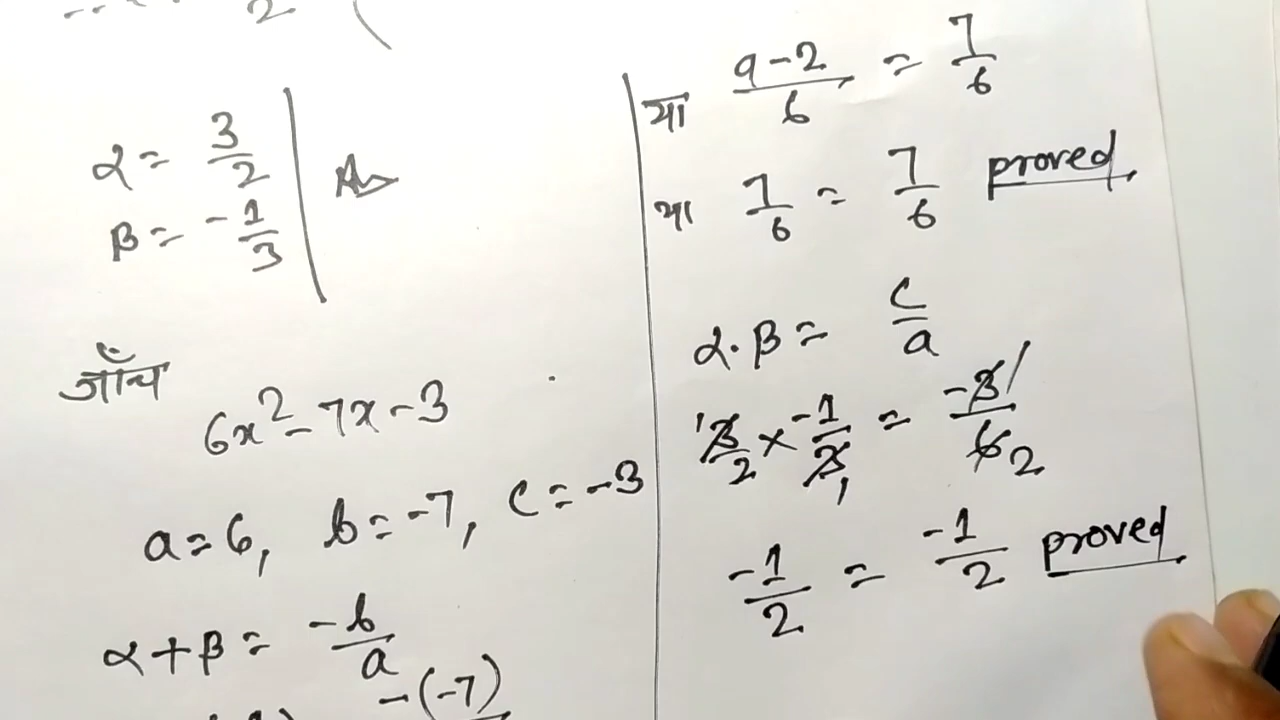 α = 3/2
β = -1/3 | Ans
जाँच
6x² - 7x - 3
a = 6, b = -7, c = -3
α + β = -b/a
-(-7)
या 9-2/6 = 7/6
या 7/6 = 7/6 proved
α.β = c/a
3/2 × -1/3 = -3/6
-1/2 = -1/2 proved